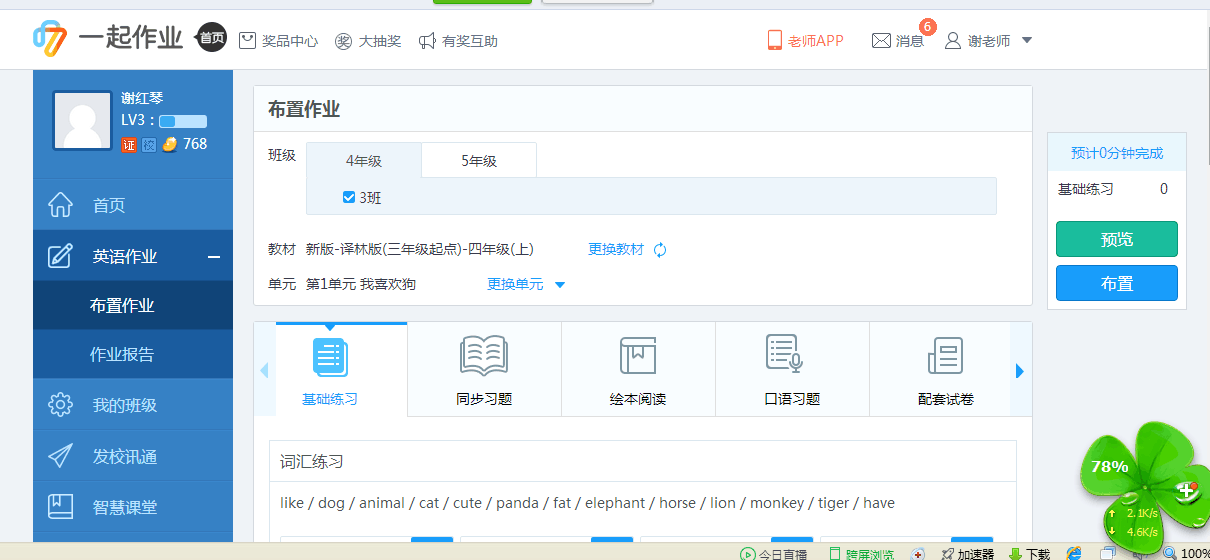 一起作业 首页 奖品中心 奖 大抽奖 有奖互助 老师APP 消息 6 谢老师
谢红琴
LV3：
证 768
首页
英语作业
布置作业
作业报告
我的班级
发校讯通
智慧课堂
布置作业
班级 4年级 5年级
3班
教材 新版-译林版(三年级起点)-四年级(上) 更换教材
单元 第1单元 我喜欢狗 更换单元
基础练习 同步习题 绘本阅读 口语习题 配套试卷
词汇练习
like / dog / animal / cat / cute / panda / fat / elephant / horse / lion / monkey / tiger / have
预计0分钟完成
基础练习 0
预览
布置
78%
2.1K/s
4.6K/s
今日直播 跨屏浏览 加速器 下载 100%